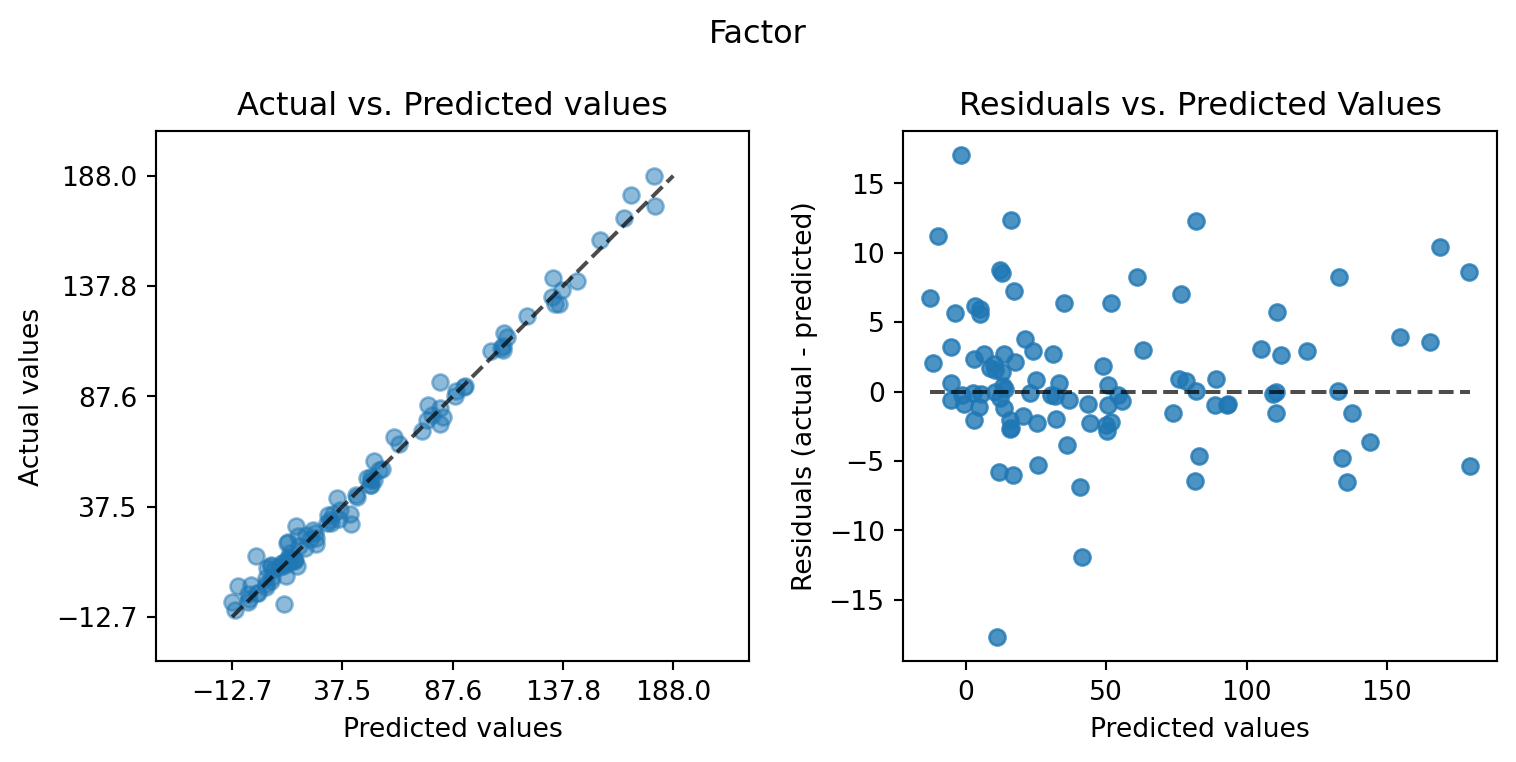 Factor
Actual vs. Predicted values
Actual values
188.0
137.8
87.6
37.5
−12.7
−12.7 37.5 87.6 137.8 188.0
Predicted values
Residuals vs. Predicted Values
Residuals (actual - predicted)
15
10
5
0
−5
−10
−15
0 50 100 150
Predicted values